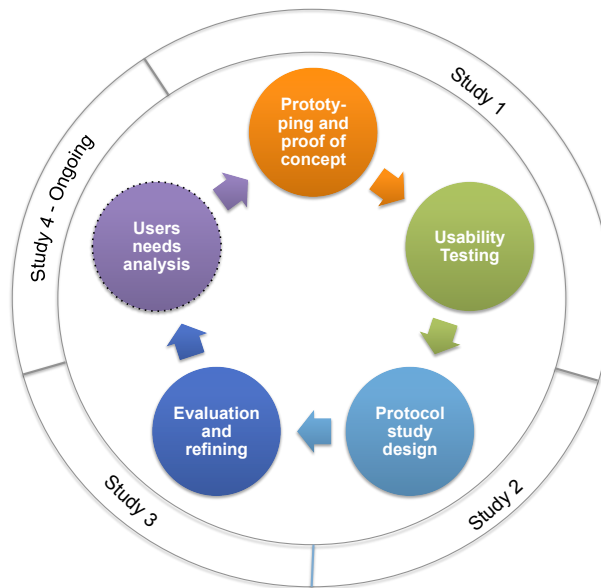 Study 1
Prototy-
ping and
proof of
concept
Study 4 - Ongoing
Users
needs
analysis
Usability
Testing
Evaluation
and
refining
Protocol
study
design
Study 3
Study 2